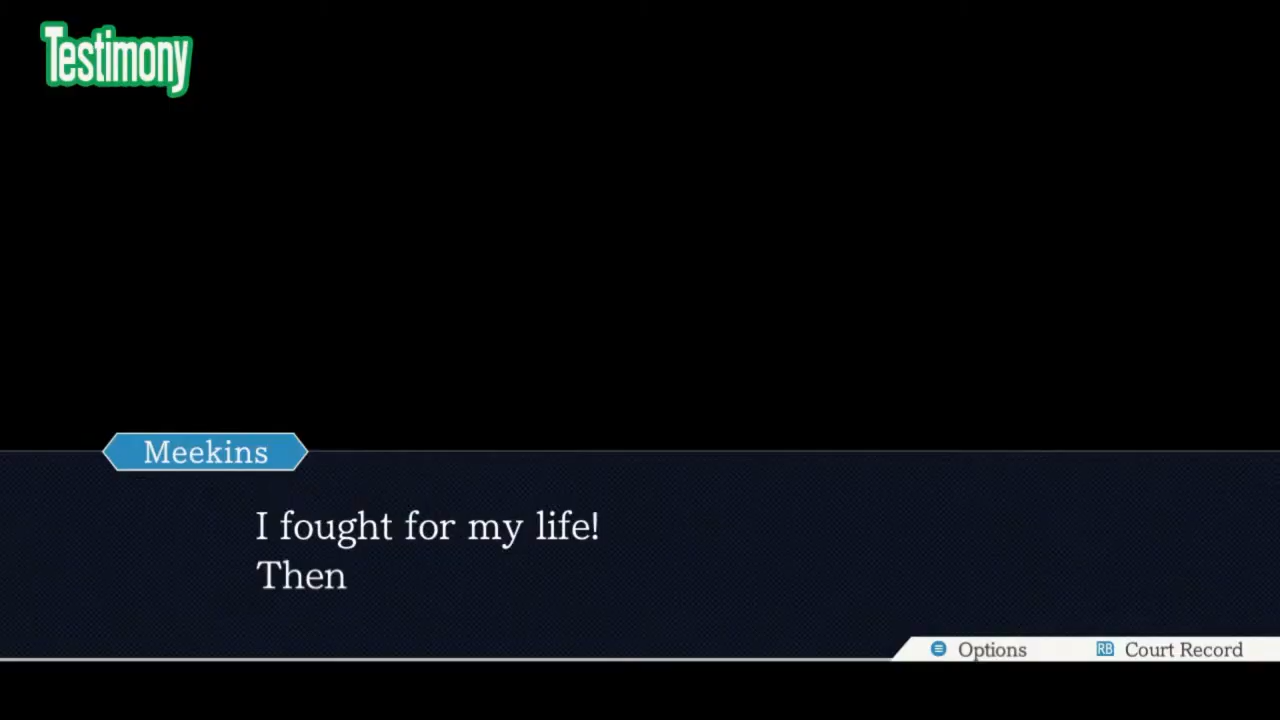 Testimony
Meekins
I fought for my life!
Then
Options
RB Court Record